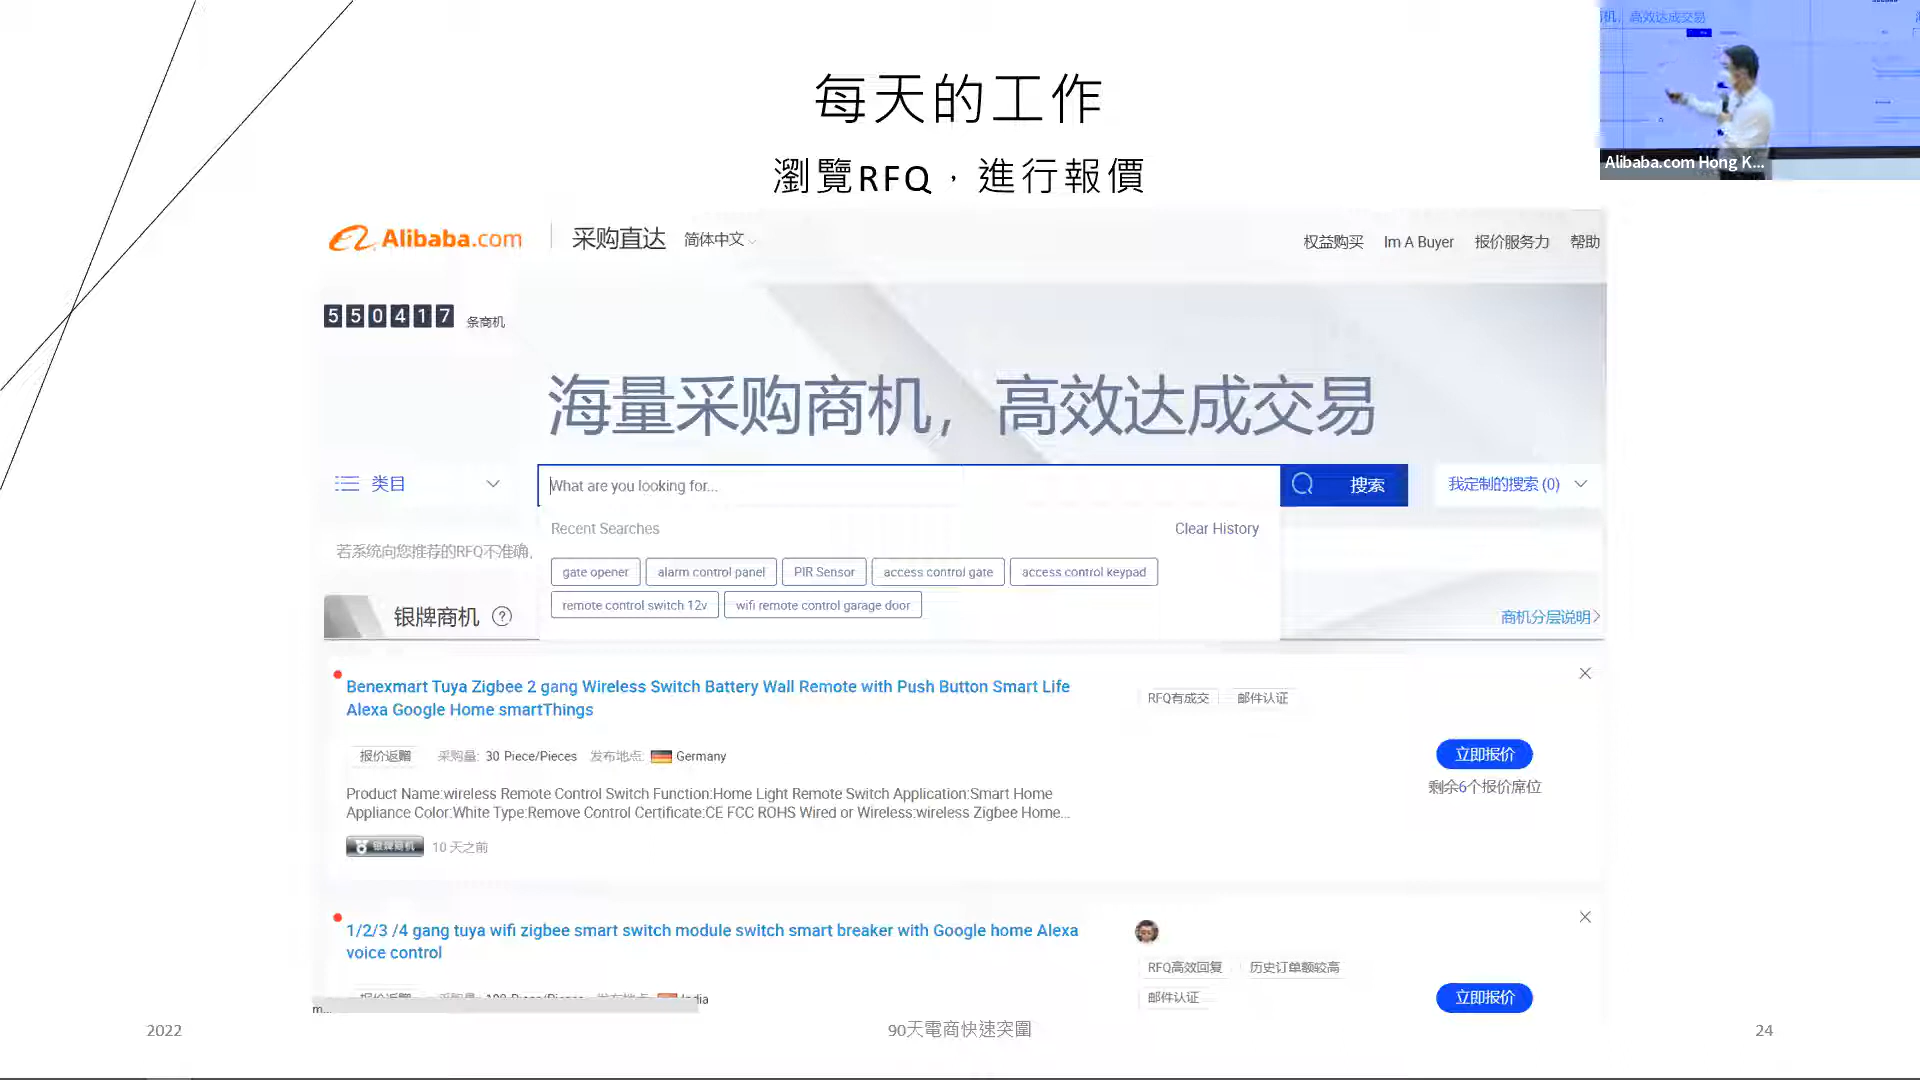 每天的工作
瀏覽RFQ，進行報價
机，高效达成交易
Alibaba.com Hong K...
Alibaba.com
采购直达
简体中文
权益购买 Im A Buyer 报价服务力 帮助
550417 条商机
海量采购商机，高效达成交易
类目
What are you looking for...
搜索
我定制的搜索 (0)
Recent Searches
Clear History
若系统向您推荐的RFQ不准确,
gate opener
alarm control panel
PIR Sensor
access control gate
access control keypad
remote control switch 12v
wifi remote control garage door
银牌商机 ?
商机分层说明
Benexmart Tuya Zigbee 2 gang Wireless Switch Battery Wall Remote with Push Button Smart Life
Alexa Google Home smartThings
RFQ有成交 邮件认证
报价返赠 采购量: 30 Piece/Pieces 发布地点: Germany
立即报价
剩余6个报价席位
Product Name:wireless Remote Control Switch Function:Home Light Remote Switch Application:Smart Home
Appliance Color:White Type:Remove Control Certificate:CE FCC ROHS Wired or Wireless:wireless Zigbee Home...
银牌商机 10 天之前
1/2/3 /4 gang tuya wifi zigbee smart switch module switch smart breaker with Google home Alexa
voice control
RFQ高效回复 历史订单额较高
邮件认证
立即报价
m...
2022
90天電商快速突圍
24